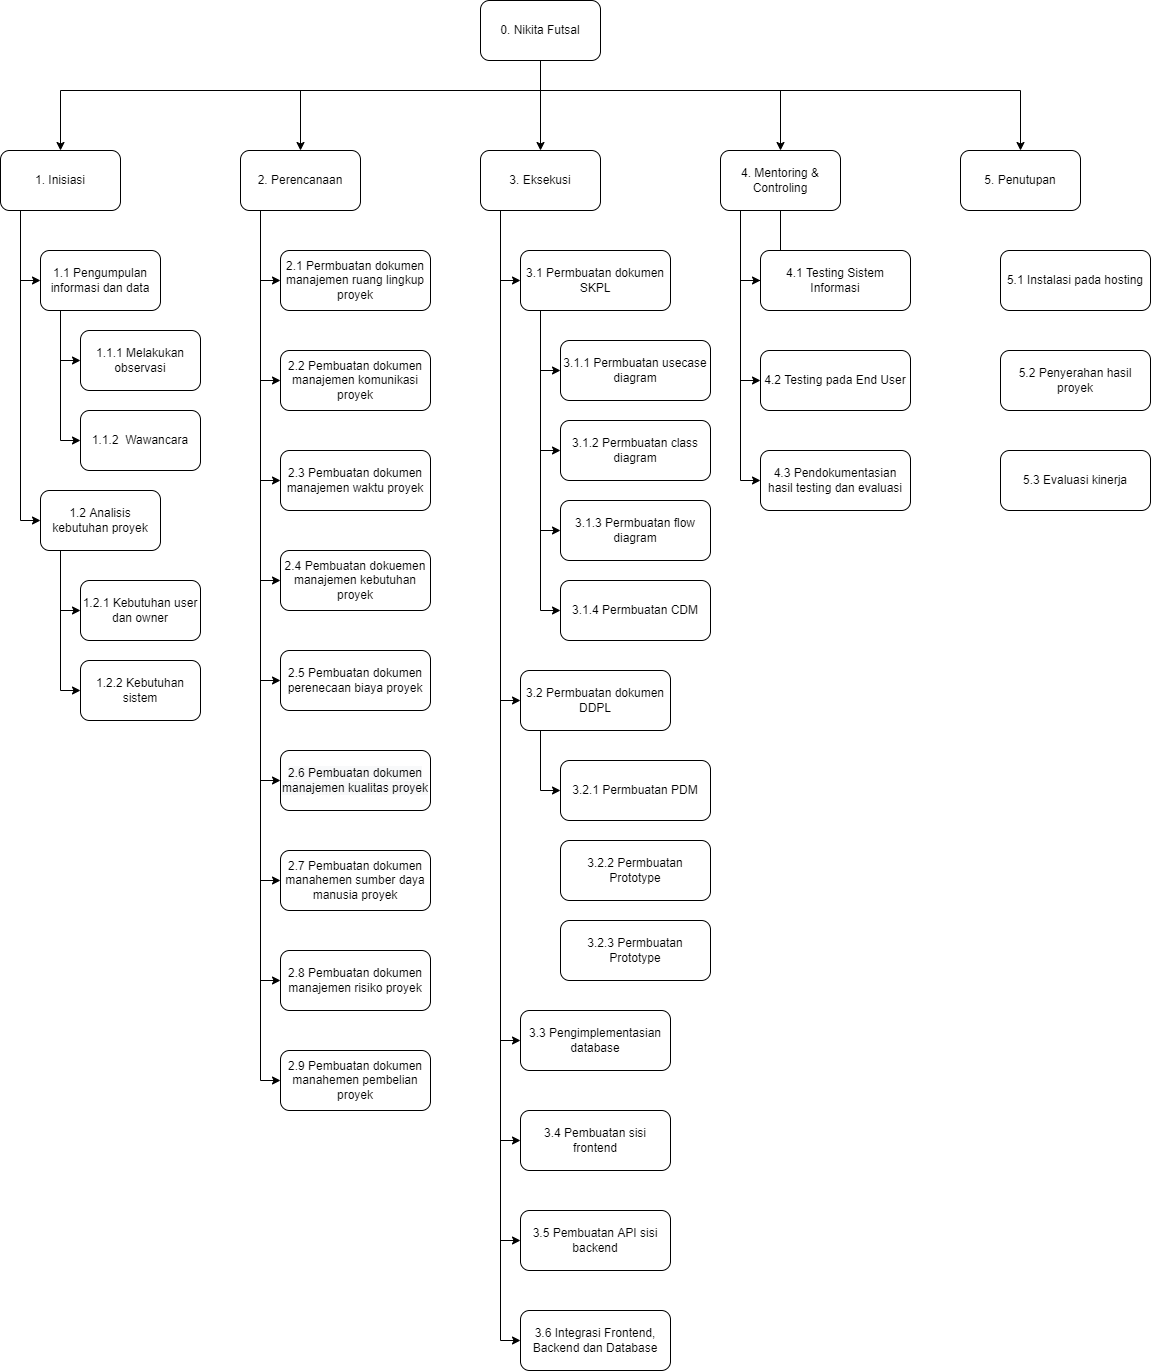 0. Nikita Futsal
1. Inisiasi
2. Perencanaan
3. Eksekusi
4. Mentoring &
Controling
5. Penutupan
1.1 Pengumpulan
informasi dan data
1.1.1 Melakukan
observasi
1.1.2  Wawancara
1.2 Analisis
kebutuhan proyek
1.2.1 Kebutuhan user
dan owner
1.2.2 Kebutuhan
sistem
2.1 Permbuatan dokumen
manajemen ruang lingkup
proyek
2.2 Pembuatan dokumen
manajemen komunikasi
proyek
2.3 Pembuatan dokumen
manajemen waktu proyek
2.4 Pembuatan dokuemen
manajemen kebutuhan
proyek
2.5 Pembuatan dokumen
perenecaan biaya proyek
2.6 Pembuatan dokumen
manajemen kualitas proyek
2.7 Pembuatan dokumen
manahemen sumber daya
manusia proyek
2.8 Pembuatan dokumen
manajemen risiko proyek
2.9 Pembuatan dokumen
manahemen pembelian
proyek
3.1 Permbuatan dokumen
SKPL
3.1.1 Permbuatan usecase
diagram
3.1.2 Permbuatan class
diagram
3.1.3 Permbuatan flow
diagram
3.1.4 Permbuatan CDM
3.2 Permbuatan dokumen
DDPL
3.2.1 Permbuatan PDM
3.2.2 Permbuatan
Prototype
3.2.3 Permbuatan
Prototype
3.3 Pengimplementasian
database
3.4 Pembuatan sisi
frontend
3.5 Pembuatan API sisi
backend
3.6 Integrasi Frontend,
Backend dan Database
4.1 Testing Sistem
Informasi
4.2 Testing pada End User
4.3 Pendokumentasian
hasil testing dan evaluasi
5.1 Instalasi pada hosting
5.2 Penyerahan hasil
proyek
5.3 Evaluasi kinerja